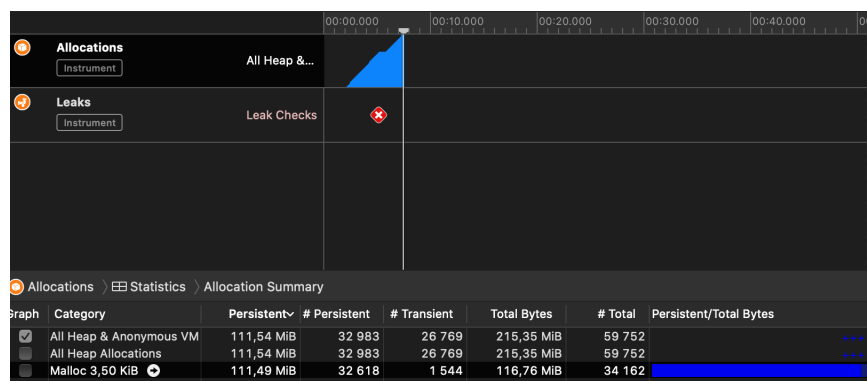 00:00.000 00:10.000 00:20.000 00:30.000 00:40.000 0
Allocations
Instrument
All Heap &...
Leaks
Instrument
Leak Checks
Allocations Statistics Allocation Summary
Graph Category Persistent # Persistent # Transient Total Bytes # Total Persistent/Total Bytes
All Heap & Anonymous VM 111,54 MiB 32 983 26 769 215,35 MiB 59 752
All Heap Allocations 111,54 MiB 32 983 26 769 215,35 MiB 59 752
Malloc 3,50 KiB 111,49 MiB 32 618 1 544 116,76 MiB 34 162